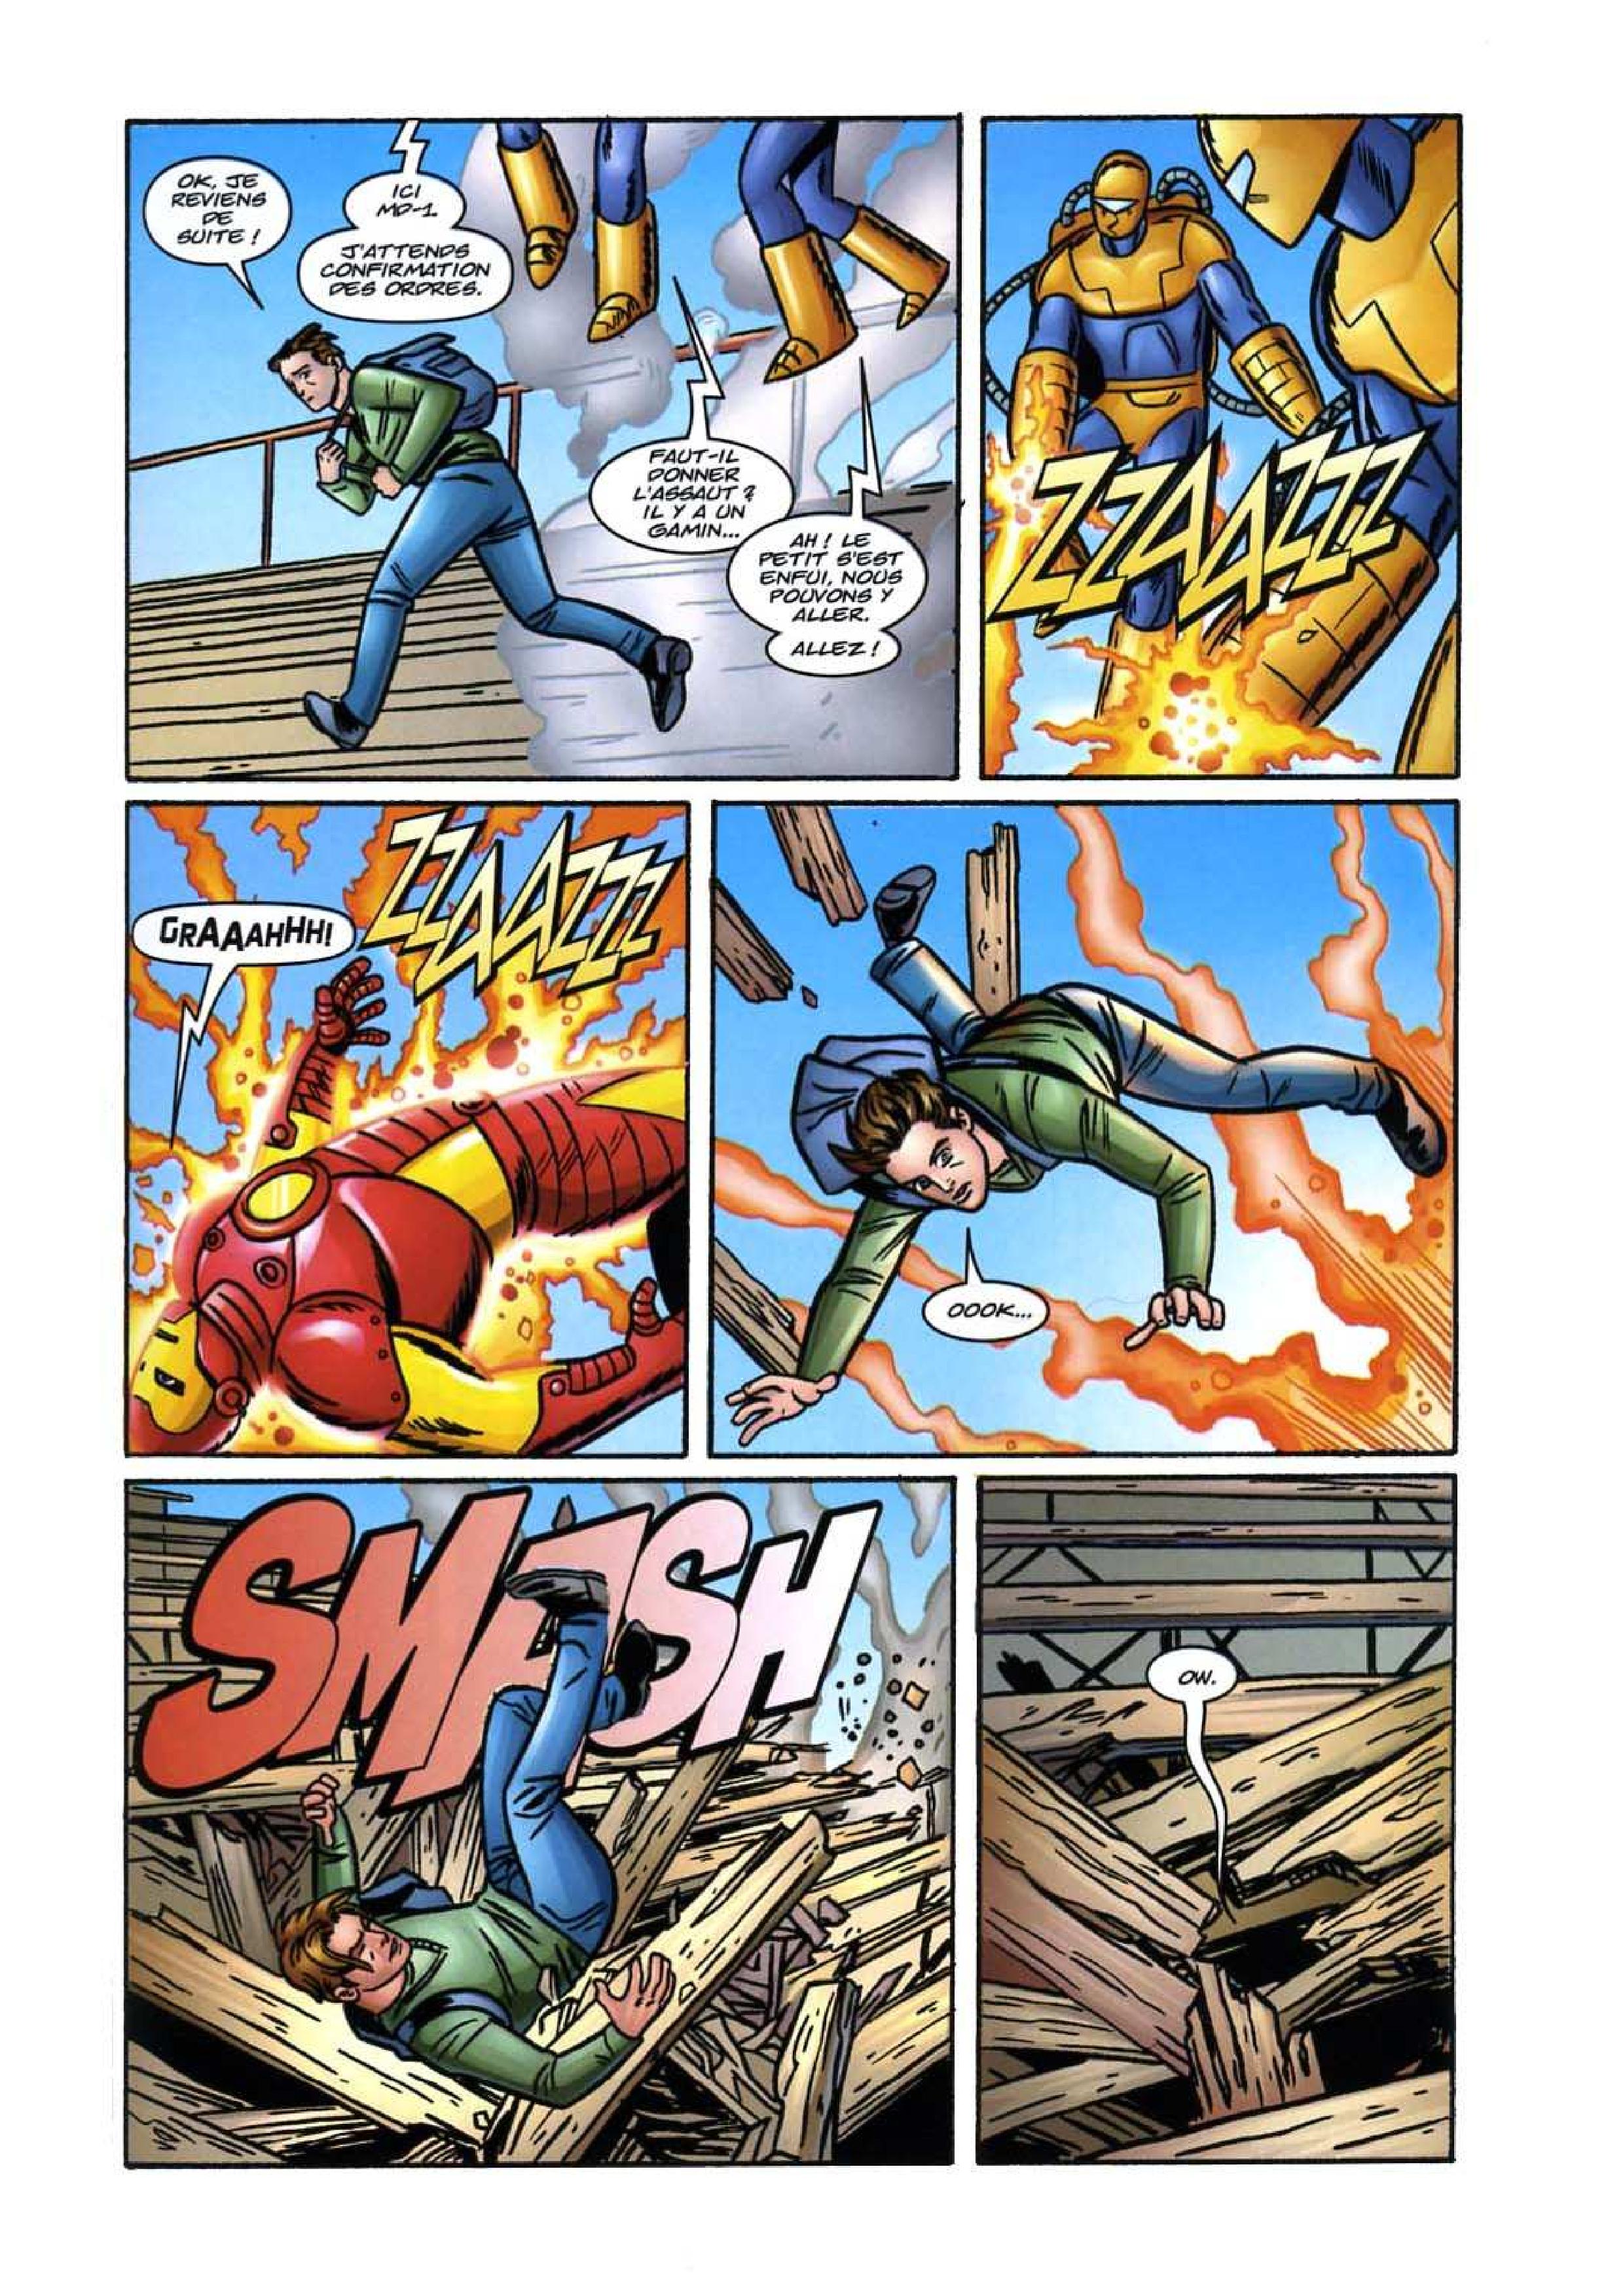 OK, JE
REVIENS
DE
SUITE !
ICI
MD-1.
J'ATTENDS
CONFIRMATION
DES ORDRES.
FAUT-IL
DONNER
L'ASSAUT ?
IL Y A UN
GAMIN...
AH ! LE
PETIT S'EST
ENFUI, NOUS
POUVONS Y
ALLER.
ALLEZ !
ZZAAZZZ
GRAAAHHH!
ZZAAZZZ
OOOK...
SMASH
OW.